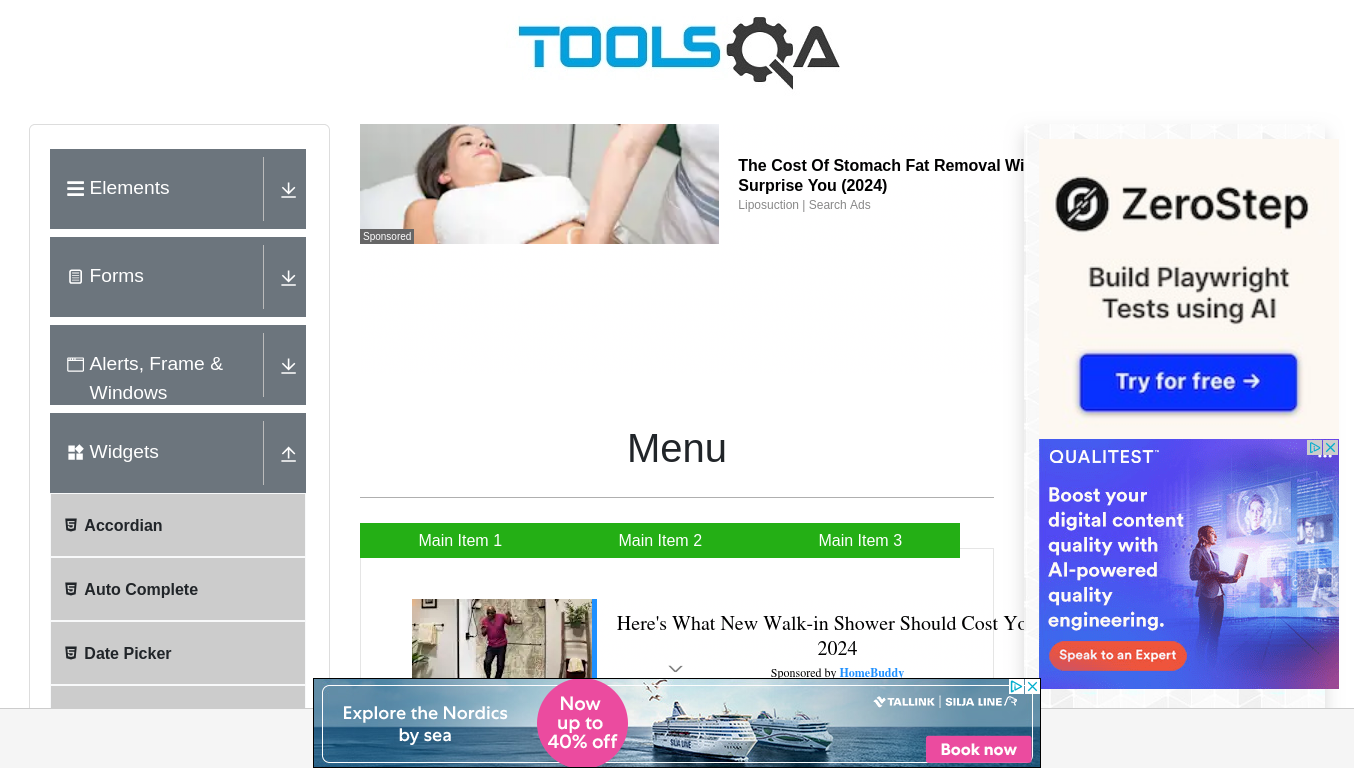 TOOLSQA
Elements
Forms
Alerts, Frame &
Windows
Widgets
Accordian
Auto Complete
Date Picker
Sponsored
The Cost Of Stomach Fat Removal Wi
Surprise You (2024)
Liposuction | Search Ads
Menu
Main Item 1
Main Item 2
Main Item 3
Here's What New Walk-in Shower Should Cost Yo
2024
Sponsored by HomeBuddy
ZeroStep
Build Playwright
Tests using AI
Try for free →
QUALITEST™
Boost your
digital content
quality with
AI-powered
quality
engineering.
Speak to an Expert
Explore the Nordics
by sea
Now
up to
40% off
SILJA LINE
TALLINK | SILJA LINE
Book now